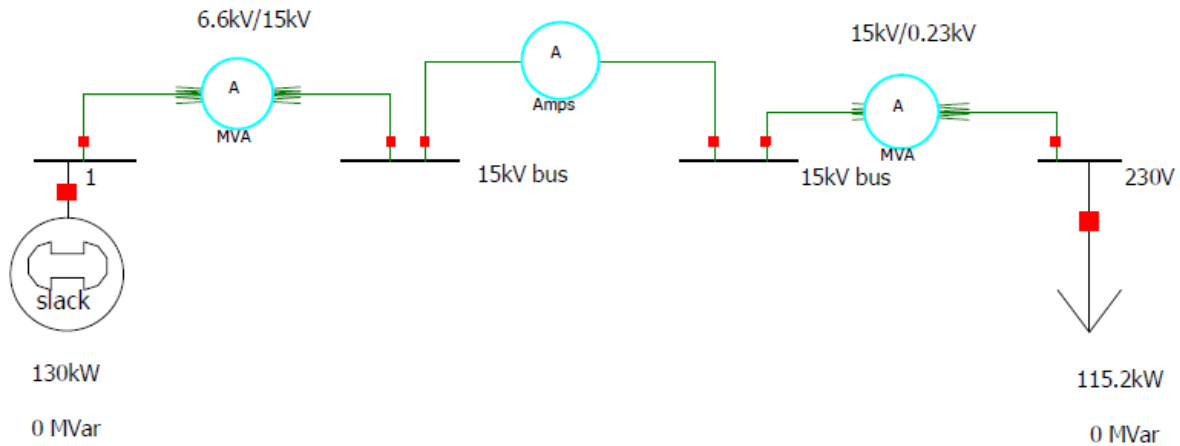 6.6kV/15kV
A
MVA
A
Amps
15kV/0.23kV
A
MVA
1
15kV bus
15kV bus
230V
slack
130kW
0 MVar
115.2kW
0 MVar